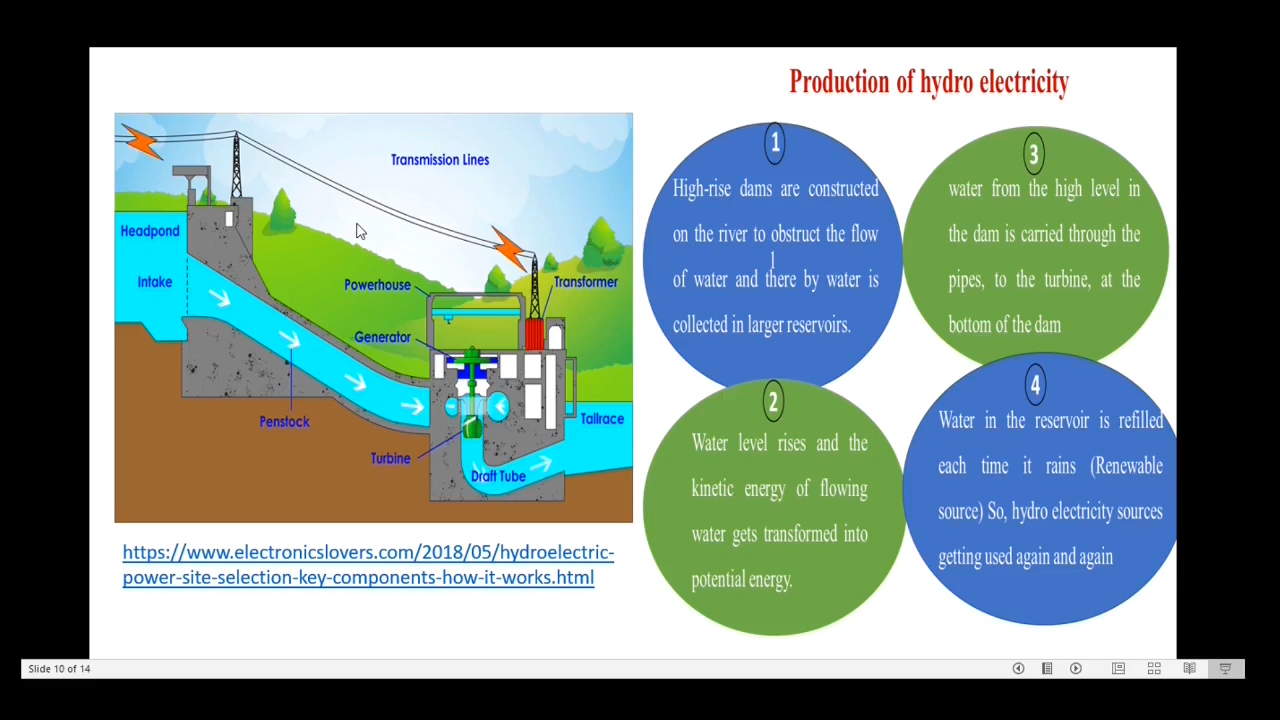 Production of hydro electricity
Transmission Lines
Headpond
Intake
Powerhouse
Transformer
Generator
Penstock
Tallrace
Turbine
Draft Tube
https://www.electronicslovers.com/2018/05/hydroelectric-
power-site-selection-key-components-how-it-works.html
1
High-rise dams are constructed
on the river to obstruct the flow
of water and there by water is
collected in larger reservoirs.
2
Water level rises and the
kinetic energy of flowing
water gets transformed into
potential energy.
3
water from the high level in
the dam is carried through the
pipes, to the turbine, at the
bottom of the dam
4
Water in the reservoir is refilled
each time it rains (Renewable
source) So, hydro electricity sources
getting used again and again
Slide 10 of 14